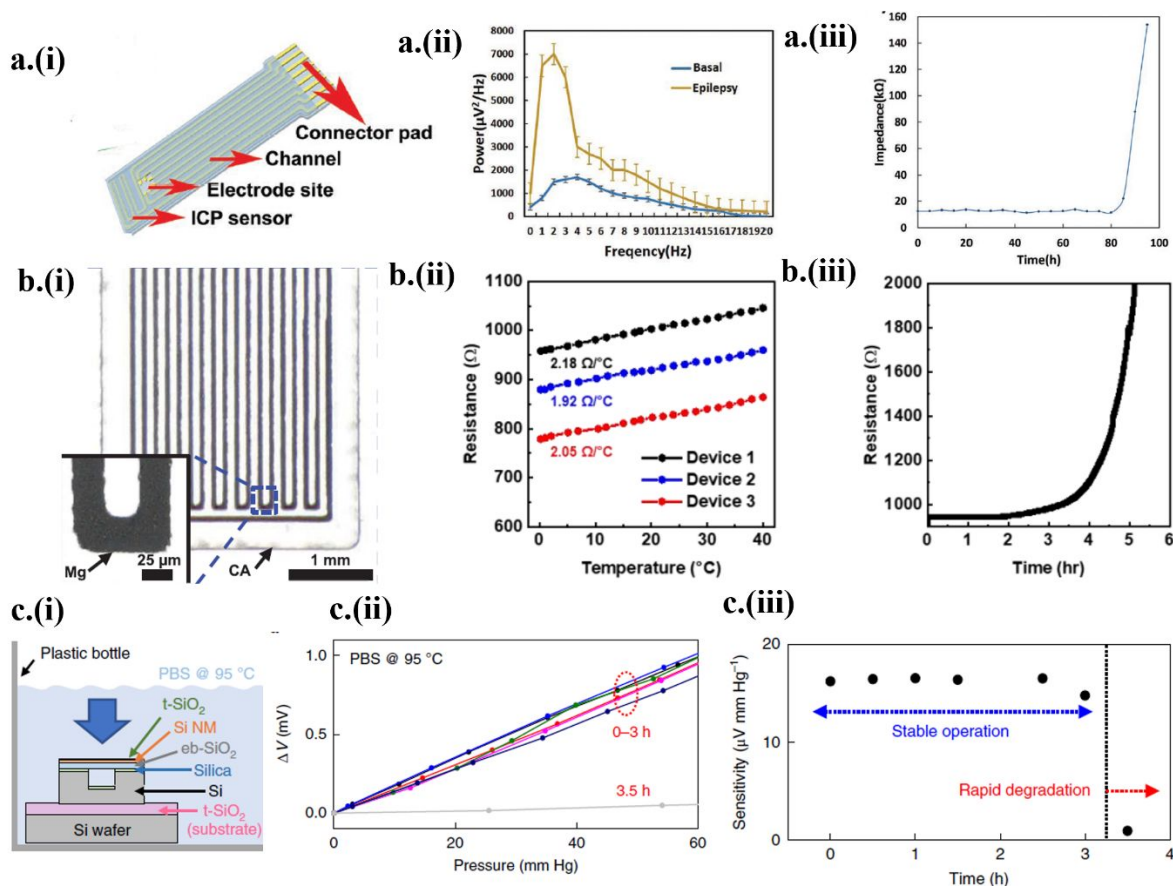 a.(i)
Connector pad
Channel
Electrode site
ICP sensor
a.(ii)
8000
7000
6000
5000
4000
3000
2000
1000
0
Power(µV²/Hz)
Basal
Epilepsy
0 1 2 3 4 5 6 7 8 9 10 11 12 13 14 15 16 17 18 19 20
Freqency(Hz)
a.(iii)
160
140
120
100
80
60
40
20
0
Impedance(kΩ)
0 20 40 60 80 100
Time(h)
b.(i)
Mg
25 µm
CA
1 mm
b.(ii)
1100
1000
900
800
700
600
Resistance (Ω)
2.18 Ω/°C
1.92 Ω/°C
2.05 Ω/°C
Device 1
Device 2
Device 3
0 10 20 30 40
Temperature (°C)
b.(iii)
2000
1800
1600
1400
1200
1000
Resistance (Ω)
0 1 2 3 4 5 6
Time (hr)
c.(i)
Plastic bottle
PBS @ 95 °C
t-SiO₂
Si NM
eb-SiO₂
Silica
Si
t-SiO₂
(substrate)
Si wafer
c.(ii)
1.0
0.5
0.0
Δ V (mV)
PBS @ 95 °C
0–3 h
3.5 h
0 20 40 60
Pressure (mm Hg)
c.(iii)
20
10
0
Sensitivity (µV mm Hg⁻¹)
Stable operation
Rapid degradation
0 1 2 3 4
Time (h)